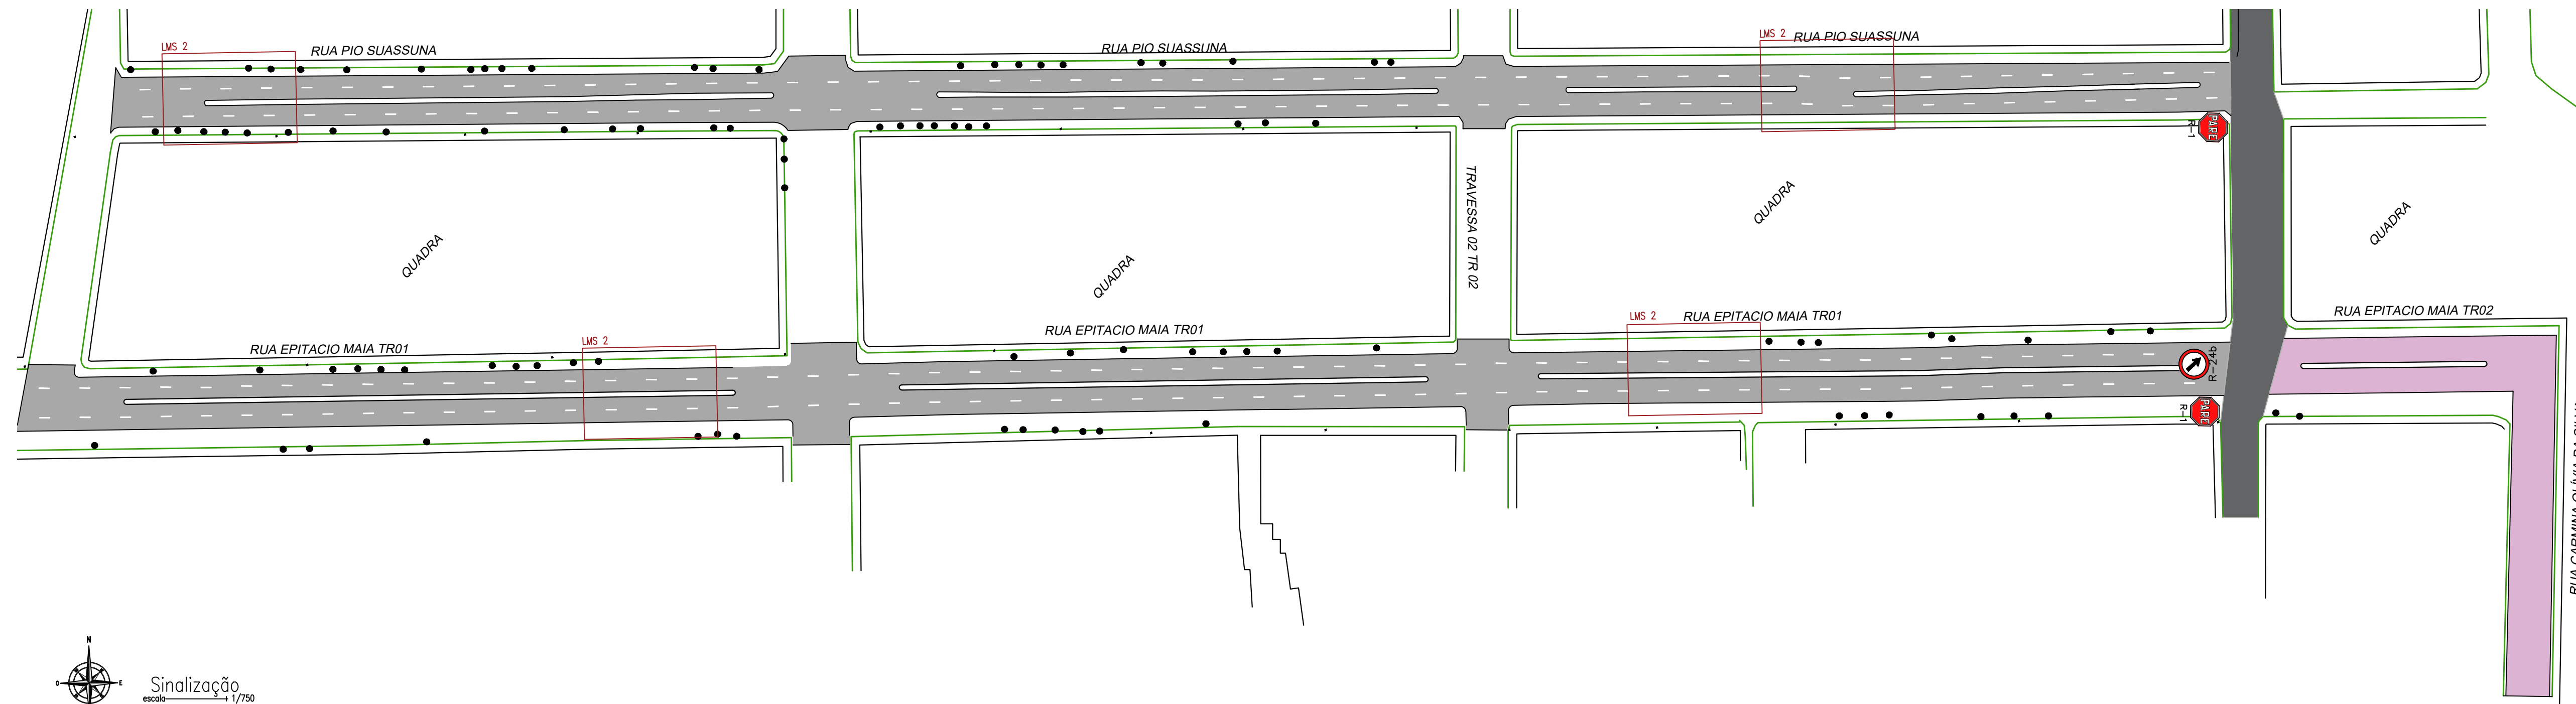 LMS 2
RUA PIO SUASSUNA
RUA PIO SUASSUNA
LMS 2
RUA PIO SUASSUNA
PARE
R-1
TRAVESSA 02 TR 02
QUADRA
QUADRA
QUADRA
QUADRA
RUA EPITACIO MAIA TR01
LMS 2
RUA EPITACIO MAIA TR01
LMS 2
RUA EPITACIO MAIA TR01
RUA EPITACIO MAIA TR02
R-24b
PARE
R-1
N
O
E
Sinalização
escala 1/750